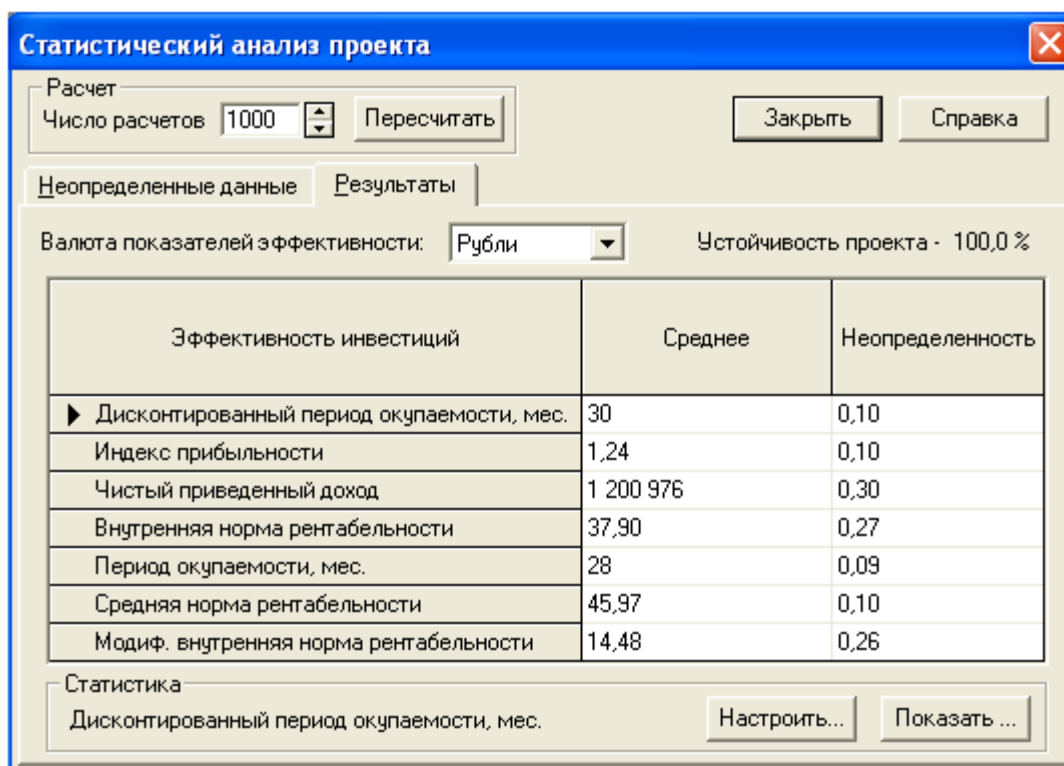 Статистический анализ проекта
Расчет
Число расчетов 1000 Пересчитать Закрыть Справка
Неопределенные данные Результаты
Валюта показателей эффективности: Рубли Устойчивость проекта - 100,0 %
Эффективность инвестиций Среднее Неопределенность
Дисконтированный период окупаемости, мес. 30 0,10
Индекс прибыльности 1,24 0,10
Чистый приведенный доход 1 200 976 0,30
Внутренняя норма рентабельности 37,90 0,27
Период окупаемости, мес. 28 0,09
Средняя норма рентабельности 45,97 0,10
Модиф. внутренняя норма рентабельности 14,48 0,26
Статистика
Дисконтированный период окупаемости, мес. Настроить... Показать ...